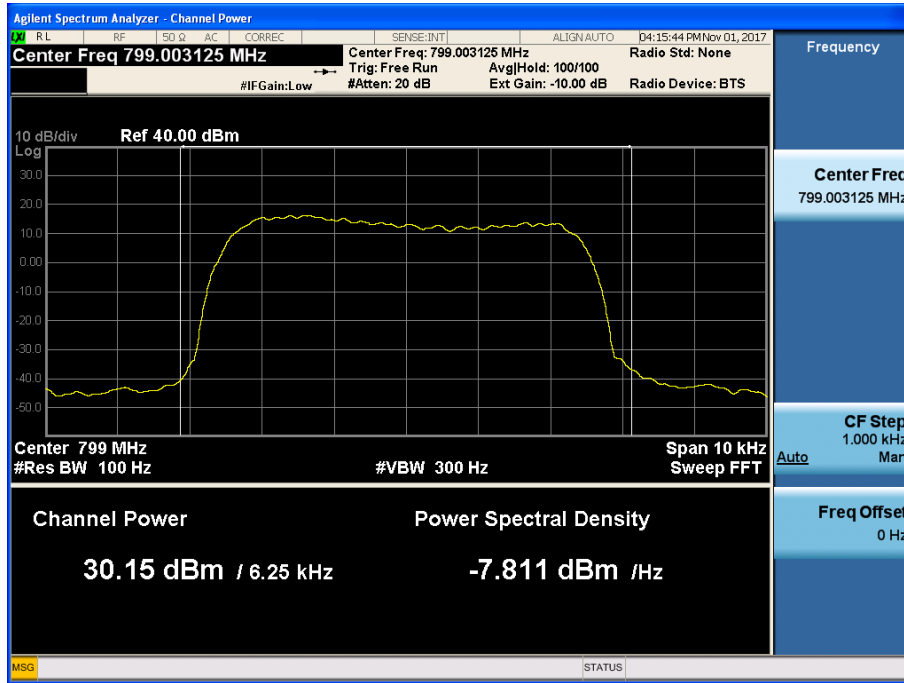 Agilent Spectrum Analyzer - Channel Power
LXI RL RF 50 Ω AC CORREC SENSE:INT ALIGNAUTO 04:15:44 PM Nov 01, 2017
Center Freq 799.003125 MHz
Center Freq: 799.003125 MHz Radio Std: None
Trig: Free Run Avg|Hold: 100/100
#IFGain:Low #Atten: 20 dB Ext Gain: -10.00 dB Radio Device: BTS
10 dB/div Ref 40.00 dBm
Log
30.0
20.0
10.0
0.00
-10.0
-20.0
-30.0
-40.0
-50.0
Center 799 MHz Span 10 kHz
#Res BW 100 Hz #VBW 300 Hz Sweep FFT
Channel Power Power Spectral Density
30.15 dBm / 6.25 kHz -7.811 dBm /Hz
Frequency
Center Freq
799.003125 MHz
CF Step
1.000 kHz
Auto Man
Freq Offset
0 Hz
MSG STATUS